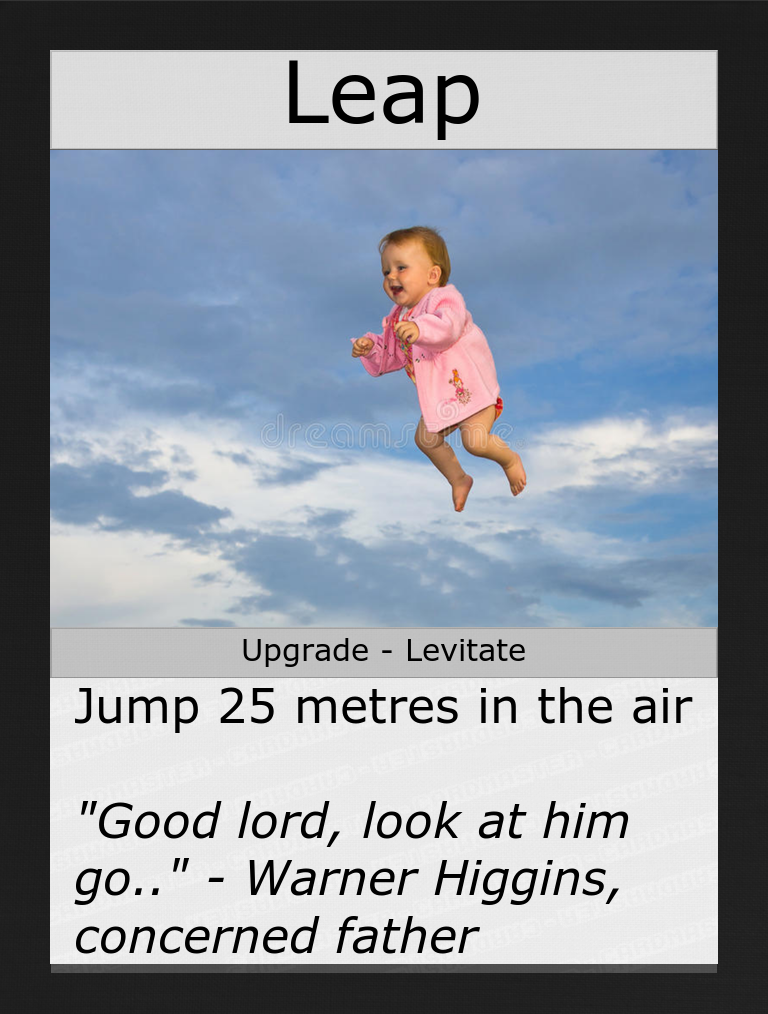 Leap
dreamstime
Upgrade - Levitate
Jump 25 metres in the air
"Good lord, look at him
go.." - Warner Higgins,
concerned father